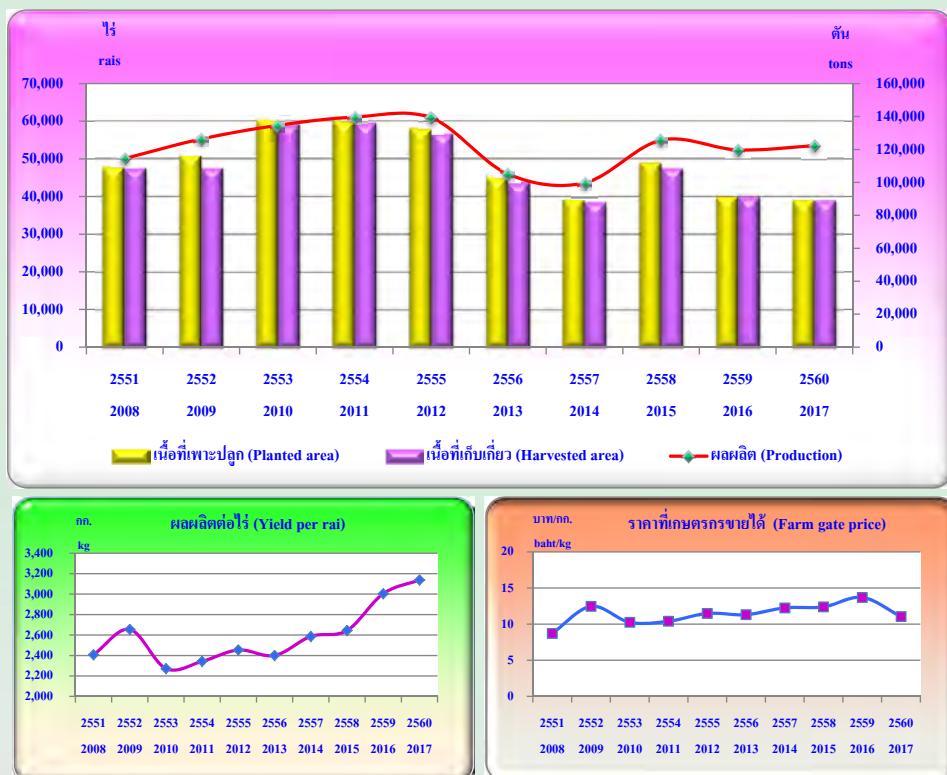 ไร่ ตัน
rais tons
70,000 160,000
60,000 140,000
50,000 120,000
40,000 100,000
30,000 80,000
20,000 60,000
10,000 40,000
0 20,000
0
2551 2552 2553 2554 2555 2556 2557 2558 2559 2560
2008 2009 2010 2011 2012 2013 2014 2015 2016 2017
เนื้อที่เพาะปลูก (Planted area) เนื้อที่เก็บเกี่ยว (Harvested area) ผลผลิต (Production)
กก. ผลผลิตต่อไร่ (Yield per rai)
kg
3,400
3,200
3,000
2,800
2,600
2,400
2,200
2,000
2551 2552 2553 2554 2555 2556 2557 2558 2559 2560
2008 2009 2010 2011 2012 2013 2014 2015 2016 2017
บาท/กก. ราคาที่เกษตรกรขายได้ (Farm gate price)
baht/kg
20
15
10
5
0
2551 2552 2553 2554 2555 2556 2557 2558 2559 2560
2008 2009 2010 2011 2012 2013 2014 2015 2016 2017